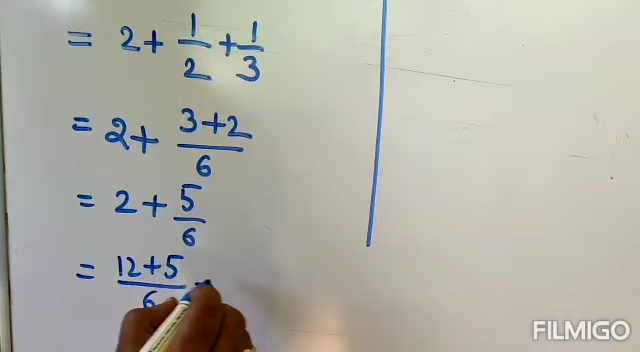 = 2 + 1/2 + 1/3
= 2 + (3+2)/6
= 2 + 5/6
= (12+5)/6 =
FILMIGO